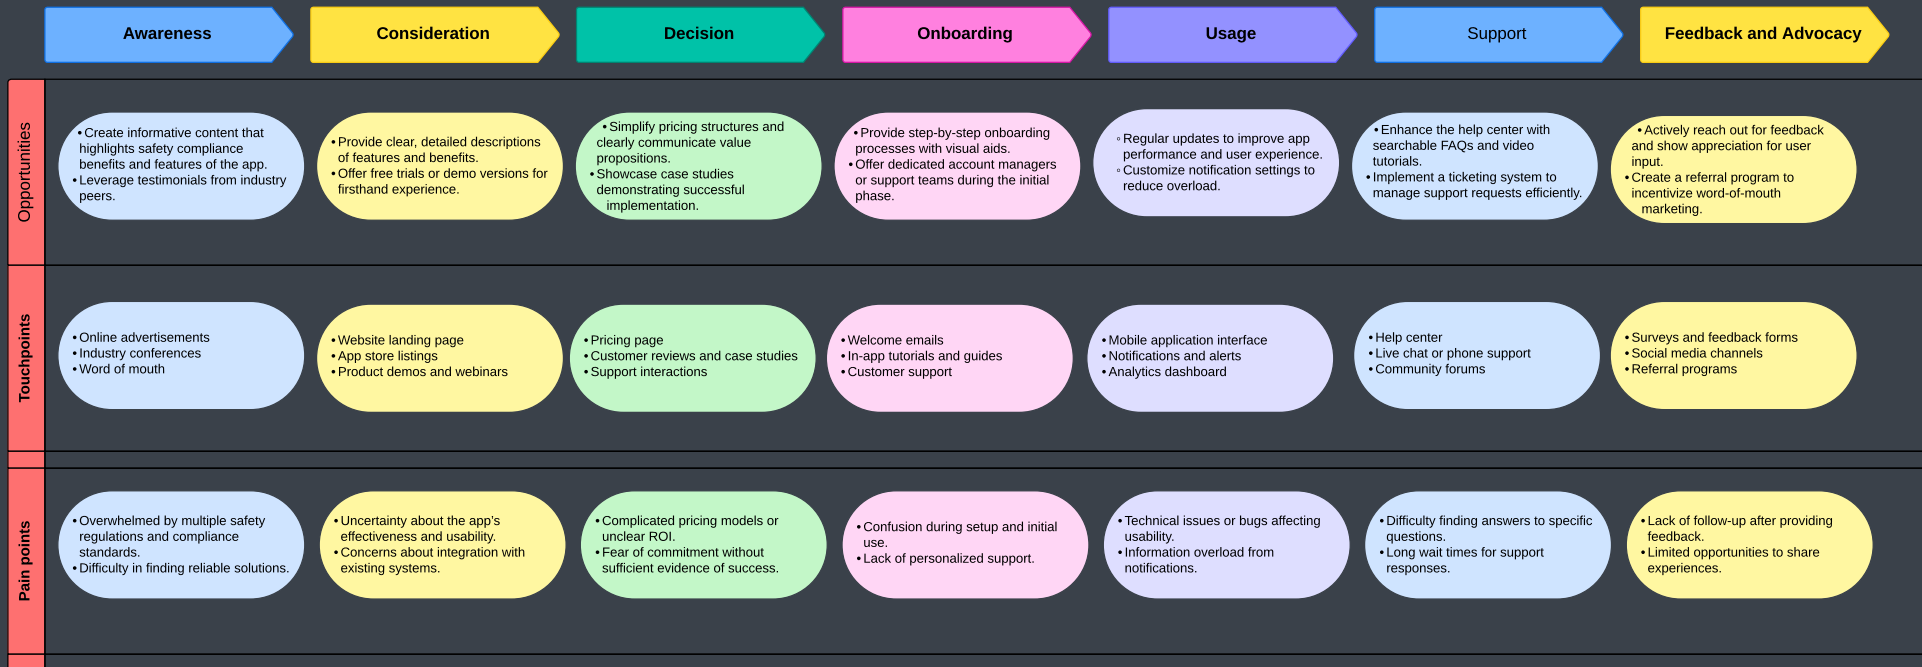 Awareness
Consideration
Decision
Onboarding
Usage
Support
Feedback and Advocacy
Opportunities
• Create informative content that
highlights safety compliance
benefits and features of the app.
• Leverage testimonials from industry
peers.
• Provide clear, detailed descriptions
of features and benefits.
• Offer free trials or demo versions for
firsthand experience.
• Simplify pricing structures and
clearly communicate value
propositions.
• Showcase case studies
demonstrating successful
implementation.
• Provide step-by-step onboarding
processes with visual aids.
• Offer dedicated account managers
or support teams during the initial
phase.
◦ Regular updates to improve app
performance and user experience.
◦ Customize notification settings to
reduce overload.
• Enhance the help center with
searchable FAQs and video
tutorials.
• Implement a ticketing system to
manage support requests efficiently.
• Actively reach out for feedback
and show appreciation for user
input.
• Create a referral program to
incentivize word-of-mouth
marketing.
Touchpoints
• Online advertisements
• Industry conferences
• Word of mouth
• Website landing page
• App store listings
• Product demos and webinars
• Pricing page
• Customer reviews and case studies
• Support interactions
• Welcome emails
• In-app tutorials and guides
• Customer support
• Mobile application interface
• Notifications and alerts
• Analytics dashboard
• Help center
• Live chat or phone support
• Community forums
• Surveys and feedback forms
• Social media channels
• Referral programs
Pain points
• Overwhelmed by multiple safety
regulations and compliance
standards.
• Difficulty in finding reliable solutions.
• Uncertainty about the app’s
effectiveness and usability.
• Concerns about integration with
existing systems.
• Complicated pricing models or
unclear ROI.
• Fear of commitment without
sufficient evidence of success.
• Confusion during setup and initial
use.
• Lack of personalized support.
• Technical issues or bugs affecting
usability.
• Information overload from
notifications.
• Difficulty finding answers to specific
questions.
• Long wait times for support
responses.
• Lack of follow-up after providing
feedback.
• Limited opportunities to share
experiences.